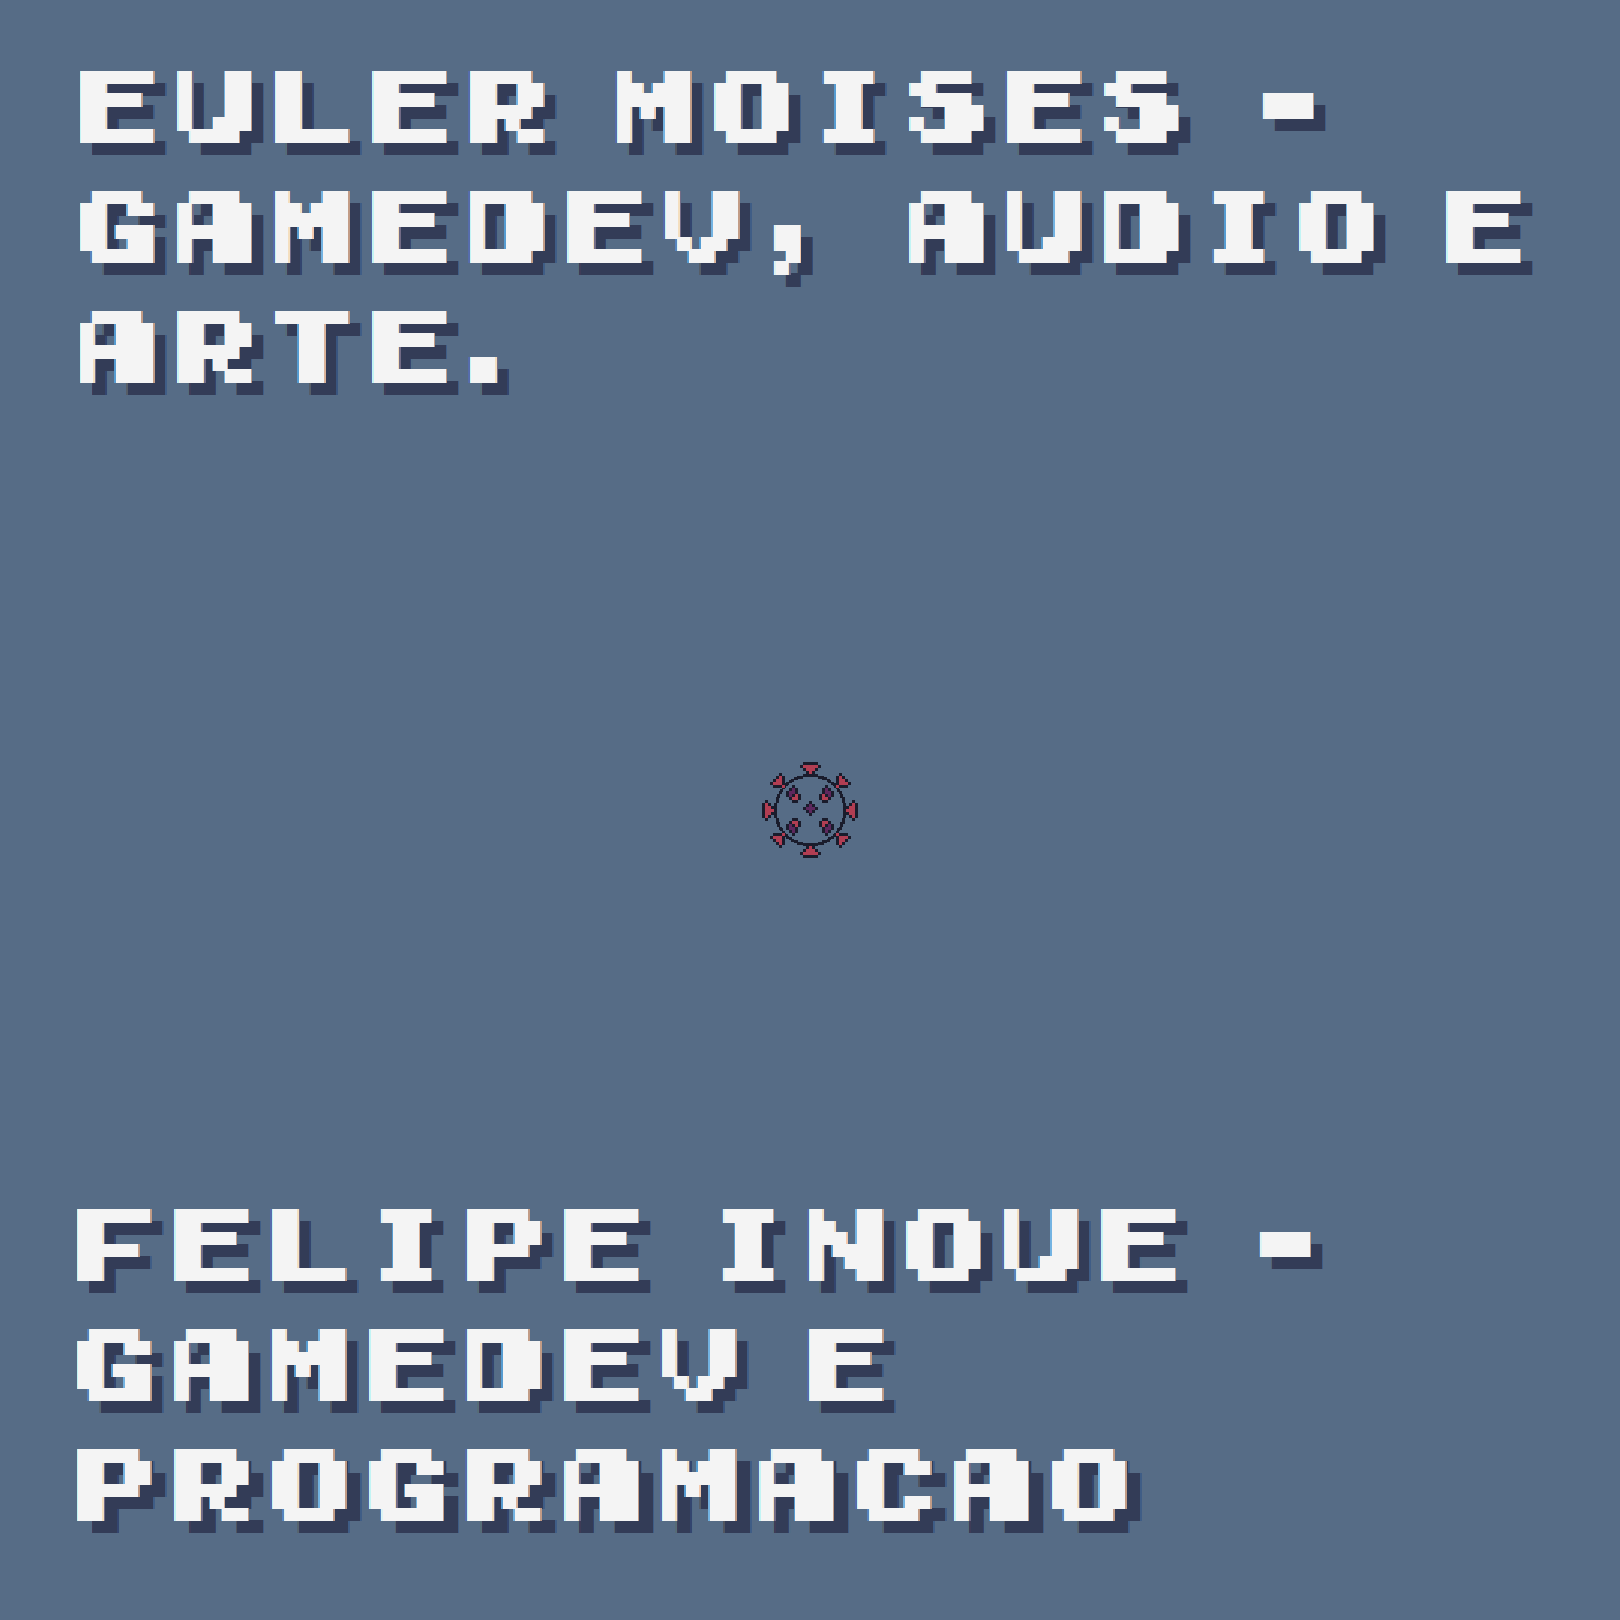 EULER MOISES -
GAMEDEV, AUDIO E
ARTE.
FELIPE INOUE -
GAMEDEV E
PROGRAMACAO